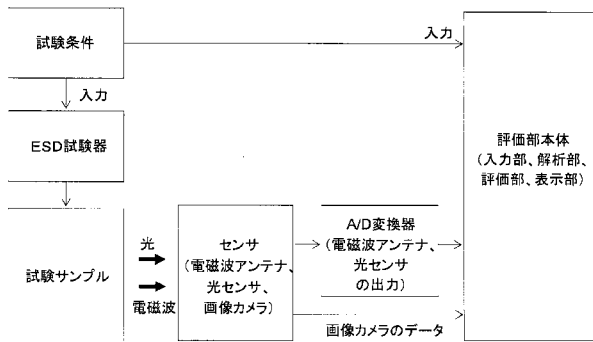 試験条件
入力
入力
ESD試験器
評価部本体
(入力部、解析部、
評価部、表示部)
試験サンプル
光
電磁波
センサ
(電磁波アンテナ、
光センサ、
画像カメラ)
A/D変換器
(電磁波アンテナ、
光センサ
の出力)
画像カメラのデータ